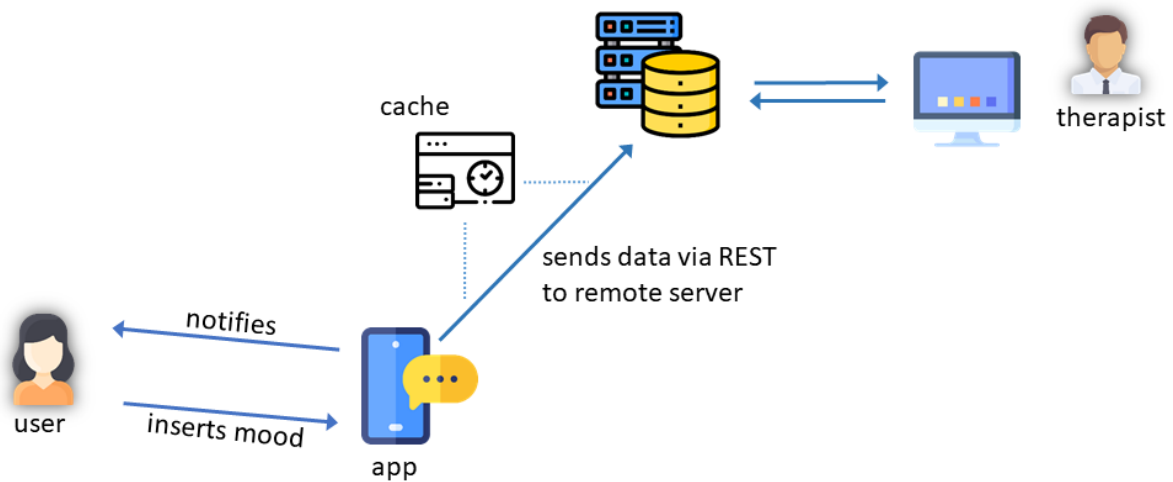 cache
therapist
sends data via REST
to remote server
notifies
user
inserts mood
app